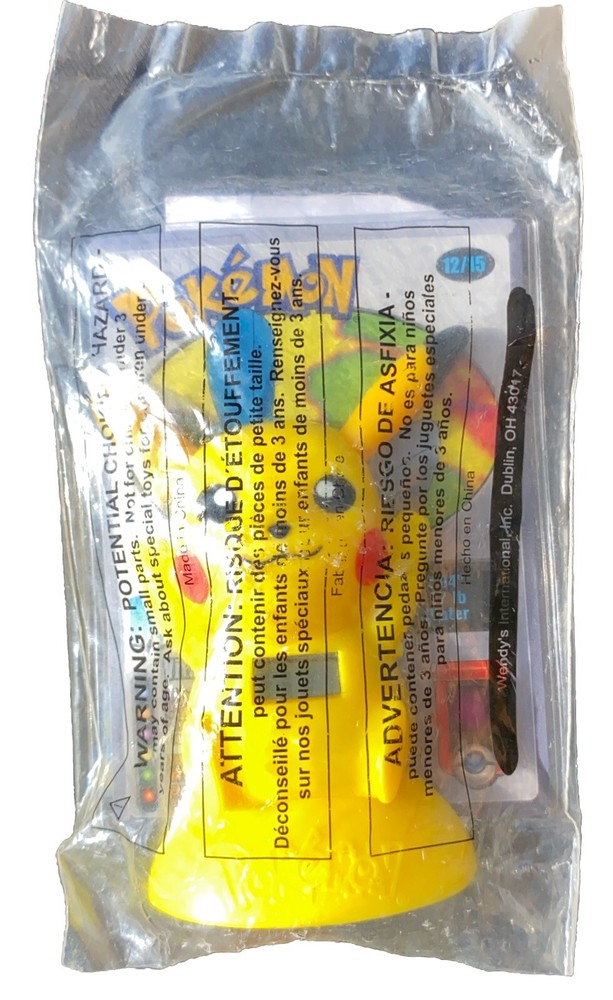 POKéMON
12/15
WARNING: POTENTIAL CHOKING HAZARD -
may contain small parts. Not for children under 3
years of age. Ask about special toys for children under
Made in China
ATTENTION: RISQUE D'ÉTOUFFEMENT-
peut contenir des pièces de petite taille.
Déconseillé pour les enfants de moins de 3 ans. Renseignez-vous
sur nos jouets spéciaux pour enfants de moins de 3 ans.
ADVERTENCIA: RIESGO DE ASFIXIA -
puede contener pedazos pequeños. No es para niños
menores de 3 años. Pregunte por los juguetes especiales
para niños menores de 3 años.
Hecho en China
Wendy's International, Inc. Dublin, OH 43017.
POKéMON